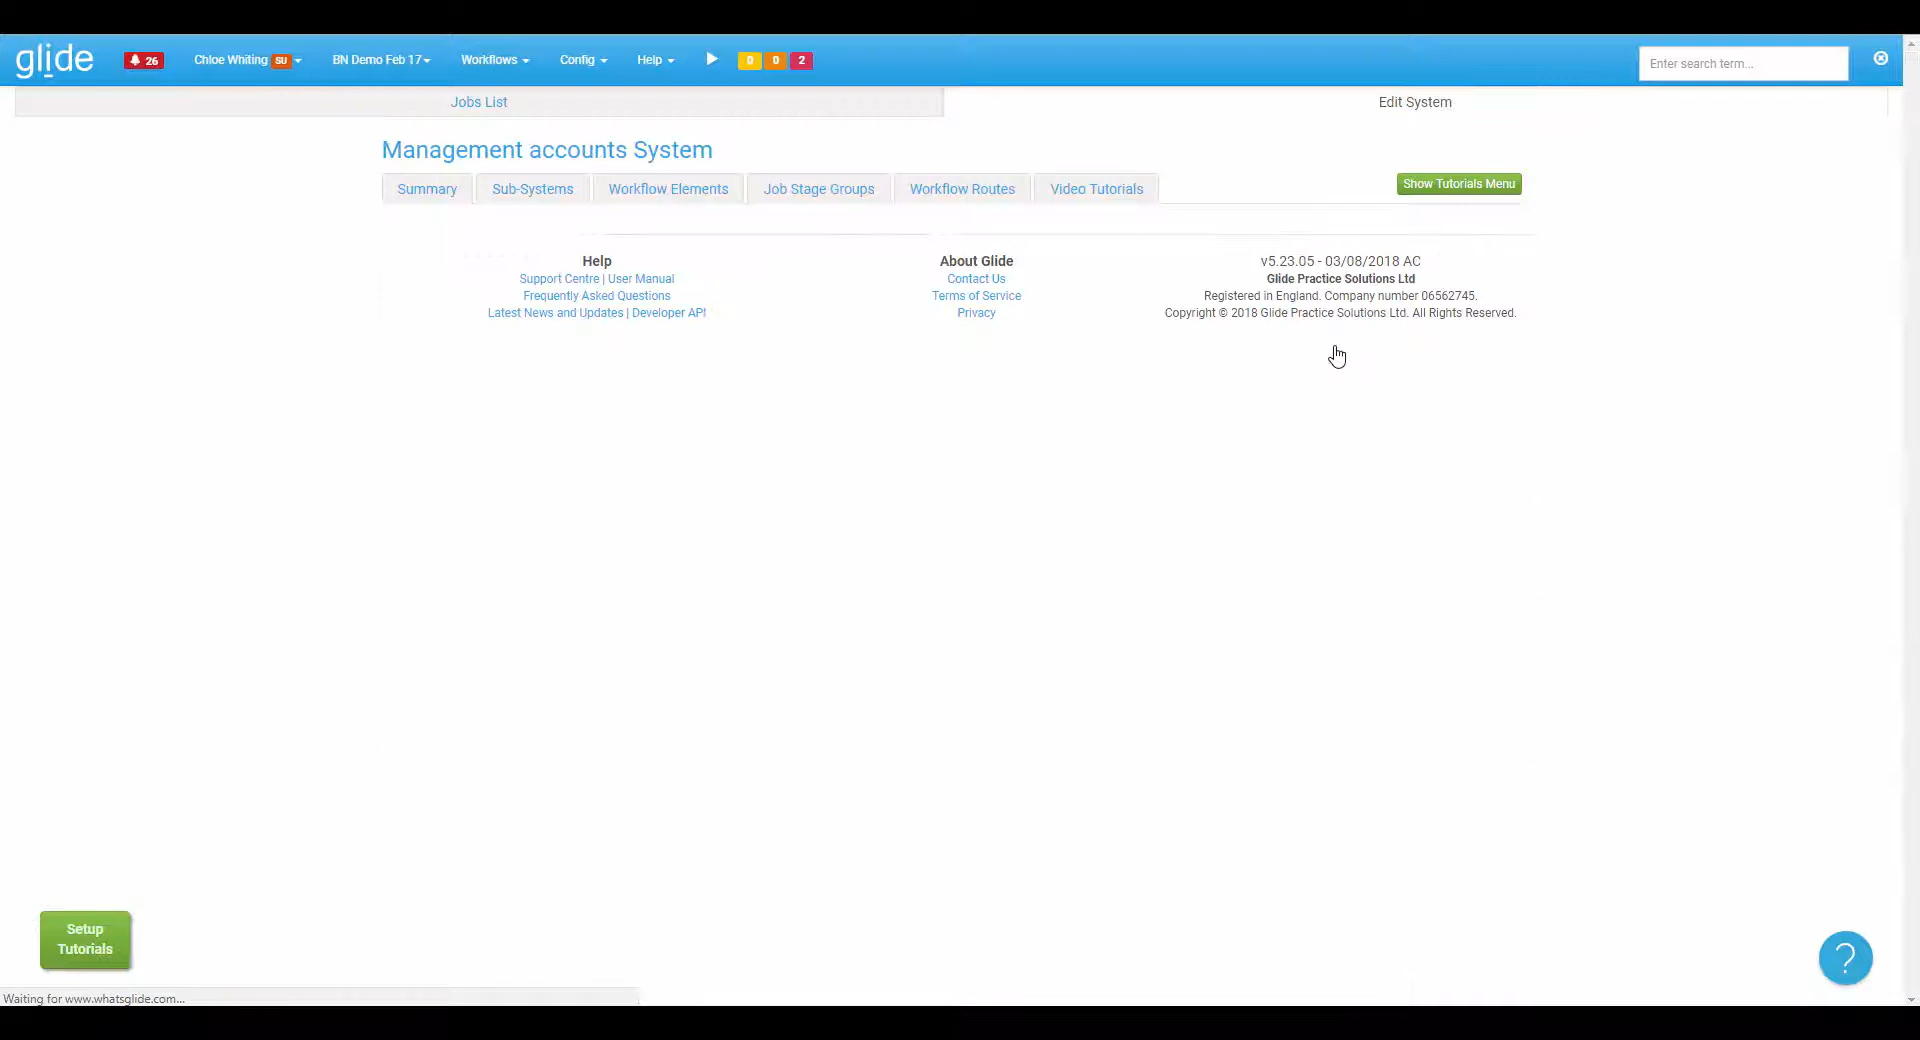 glide 26 Chloe Whiting SU BN Demo Feb 17 Workflows Config Help 0 0 2 Enter search term...
Jobs List Edit System
Management accounts System
Summary Sub-Systems Workflow Elements Job Stage Groups Workflow Routes Video Tutorials Show Tutorials Menu
Help About Glide v5.23.05 - 03/08/2018 AC
Support Centre | User Manual Contact Us Glide Practice Solutions Ltd
Frequently Asked Questions Terms of Service Registered in England. Company number 06562745.
Latest News and Updates | Developer API Privacy Copyright © 2018 Glide Practice Solutions Ltd. All Rights Reserved.
Setup
Tutorials
?
Waiting for www.whatsglide.com...